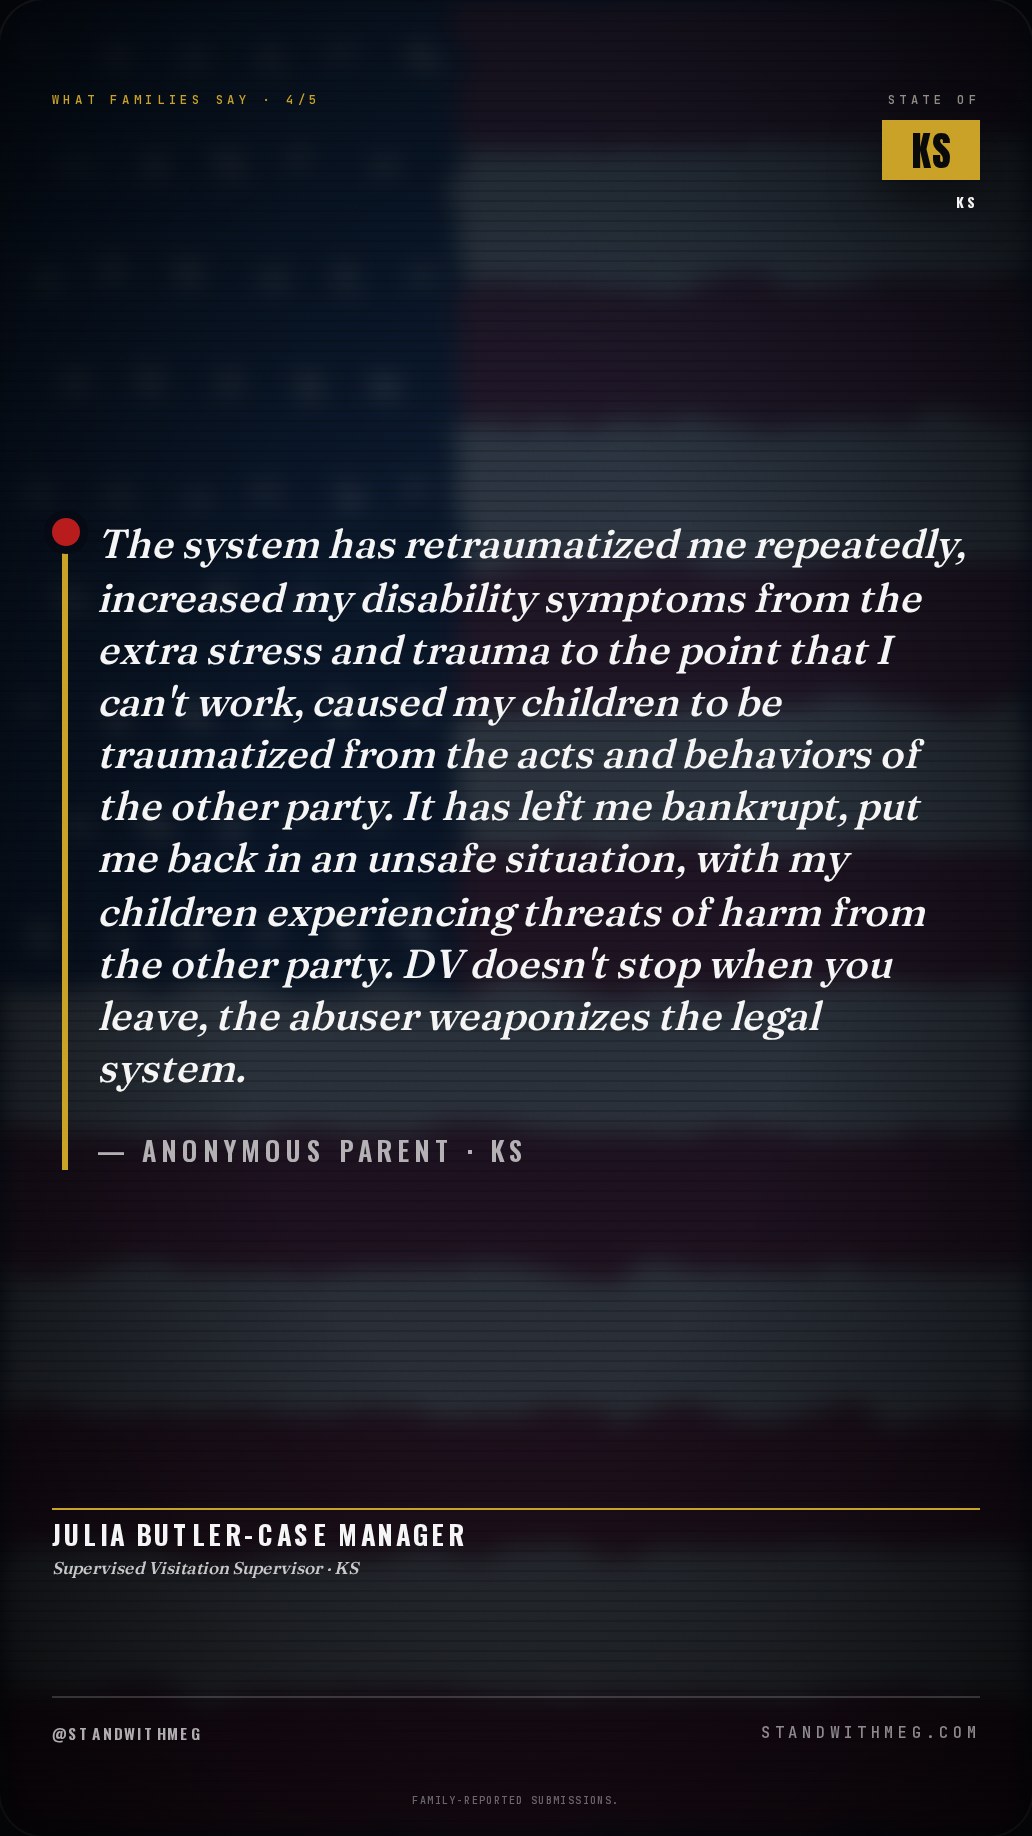 WHAT FAMILIES SAY · 4/5
STATE OF
KS
KS
The system has retraumatized me repeatedly,
increased my disability symptoms from the
extra stress and trauma to the point that I
can't work, caused my children to be
traumatized from the acts and behaviors of
the other party. It has left me bankrupt, put
me back in an unsafe situation, with my
children experiencing threats of harm from
the other party. DV doesn't stop when you
leave, the abuser weaponizes the legal
system.
— ANONYMOUS PARENT · KS
JULIA BUTLER-CASE MANAGER
Supervised Visitation Supervisor · KS
@STANDWITHMEG
STANDWITHMEG.COM
FAMILY-REPORTED SUBMISSIONS.